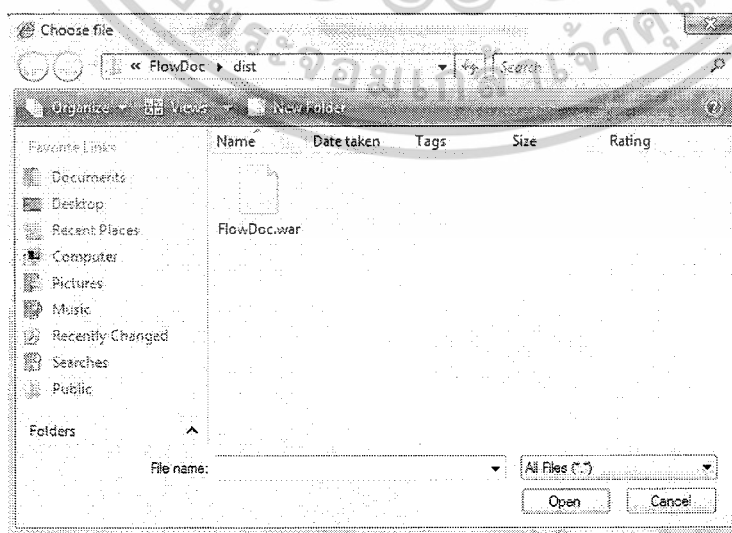 Choose file
« FlowDoc ▸ dist
Search
Organize Views New Folder
Favorite Links
Name Date taken Tags Size Rating
Documents
Desktop
Recent Places
FlowDoc.war
Computer
Pictures
Music
Recently Changed
Searches
Public
Folders
File name:
All Files (*.*)
Open Cancel